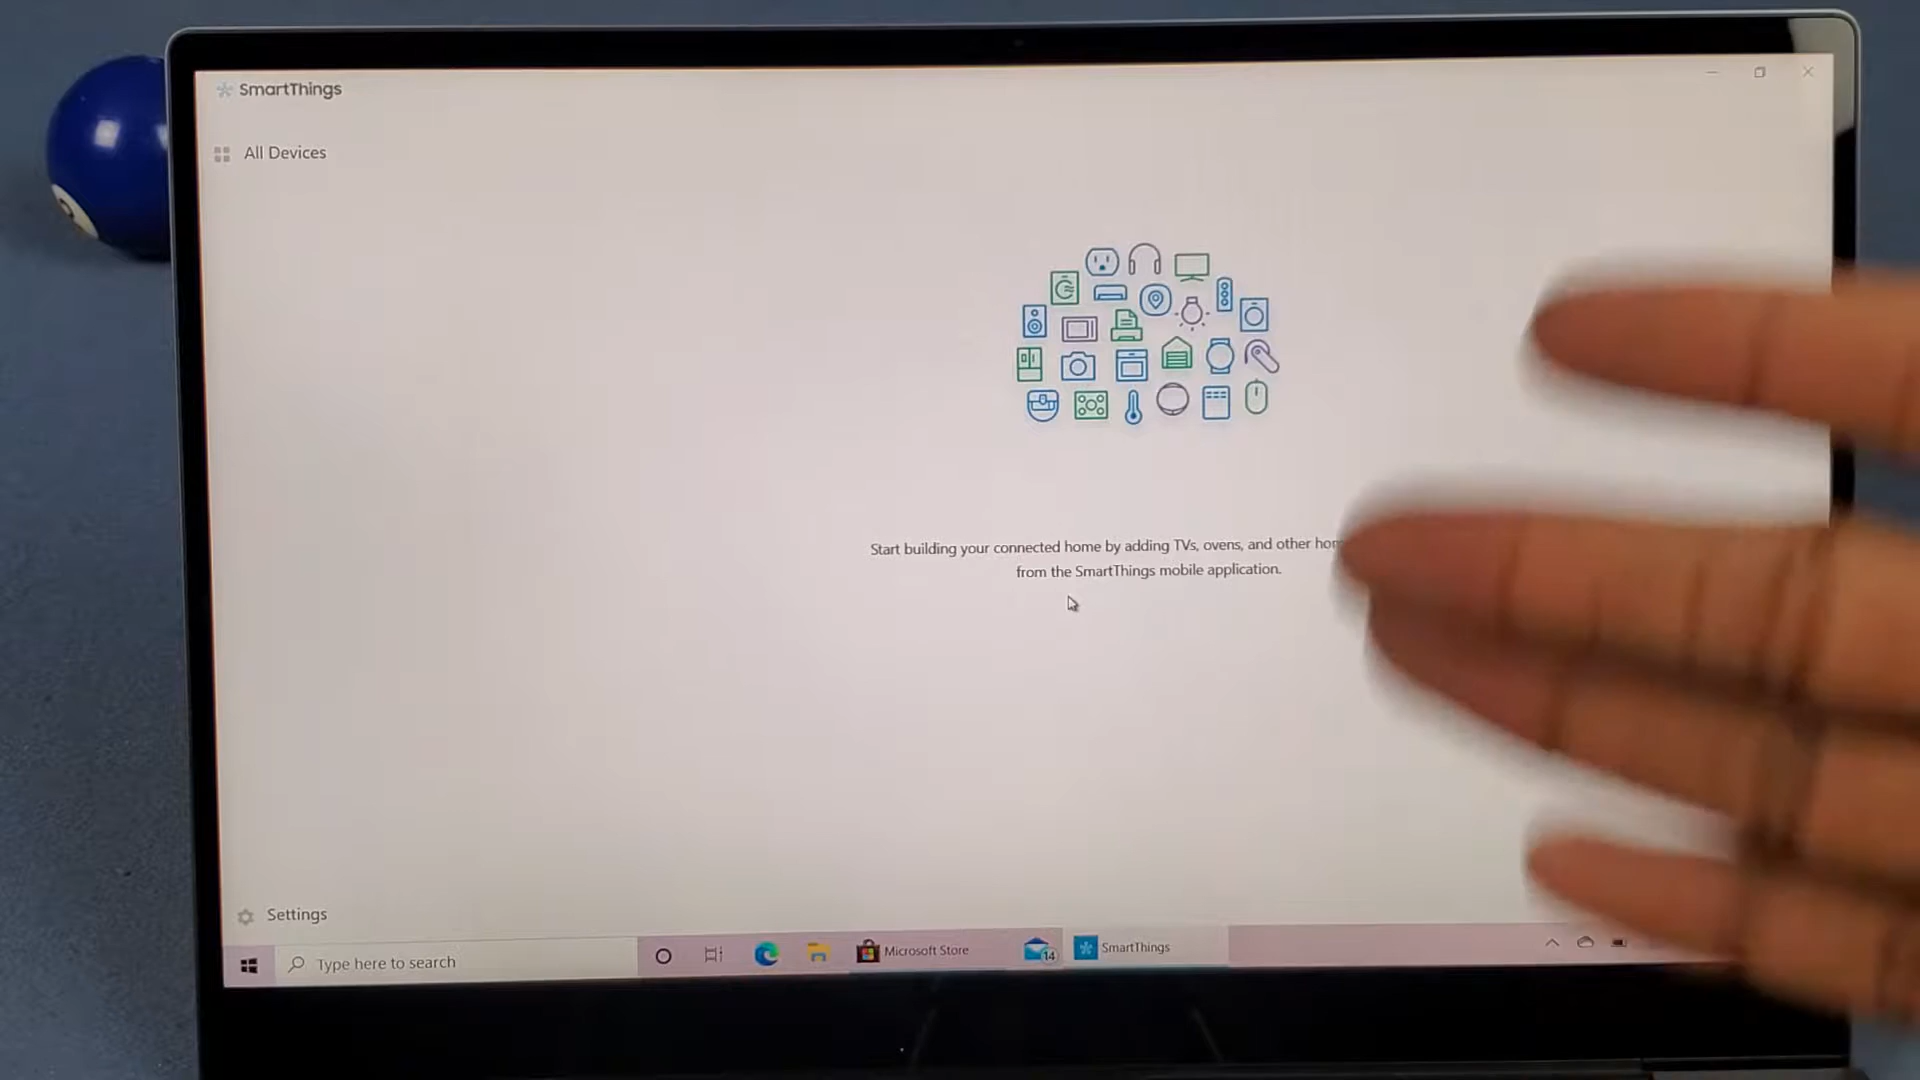 SmartThings
All Devices
Start building your connected home by adding TVs, ovens, and other
from the SmartThings mobile application.
Settings
Type here to search
Microsoft Store
14
SmartThings